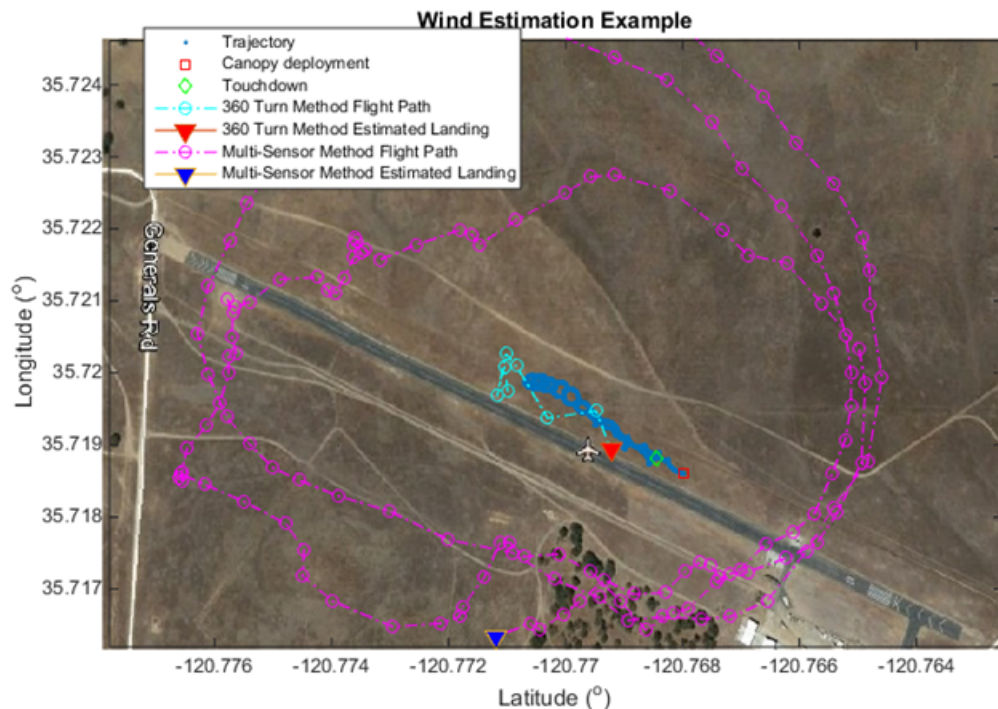 Wind Estimation Example
Trajectory
Canopy deployment
Touchdown
360 Turn Method Flight Path
360 Turn Method Estimated Landing
Multi-Sensor Method Flight Path
Multi-Sensor Method Estimated Landing
35.724
35.723
35.722
35.721
35.72
35.719
35.718
35.717
Longitude (o)
Generals Rd
-120.776
-120.774
-120.772
-120.77
-120.768
-120.766
-120.764
Latitude (o)